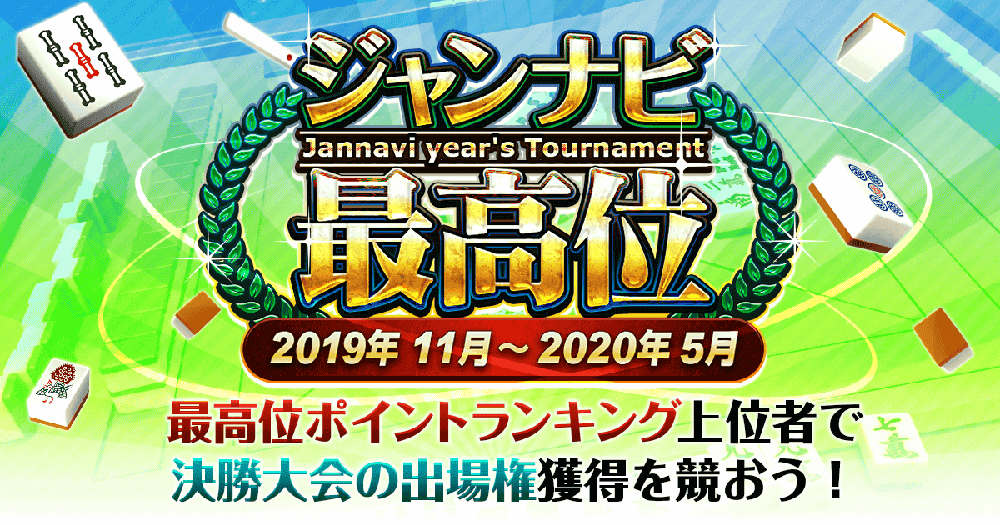 ジャンナビ
Jannavi year's Tournament
最高位
2019年 11月～2020年 5月
最高位ポイントランキング上位者で
決勝大会の出場権獲得を競おう！